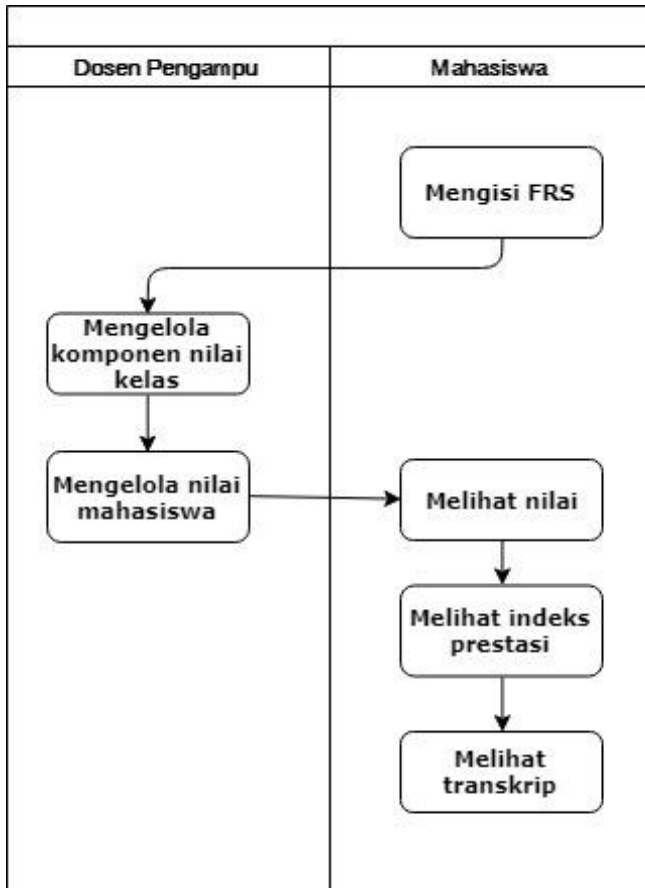 Dosen Pengampu
Mahasiswa
Mengisi FRS
Mengelola
komponen nilai
kelas
Mengelola nilai
mahasiswa
Melihat nilai
Melihat indeks
prestasi
Melihat
transkrip